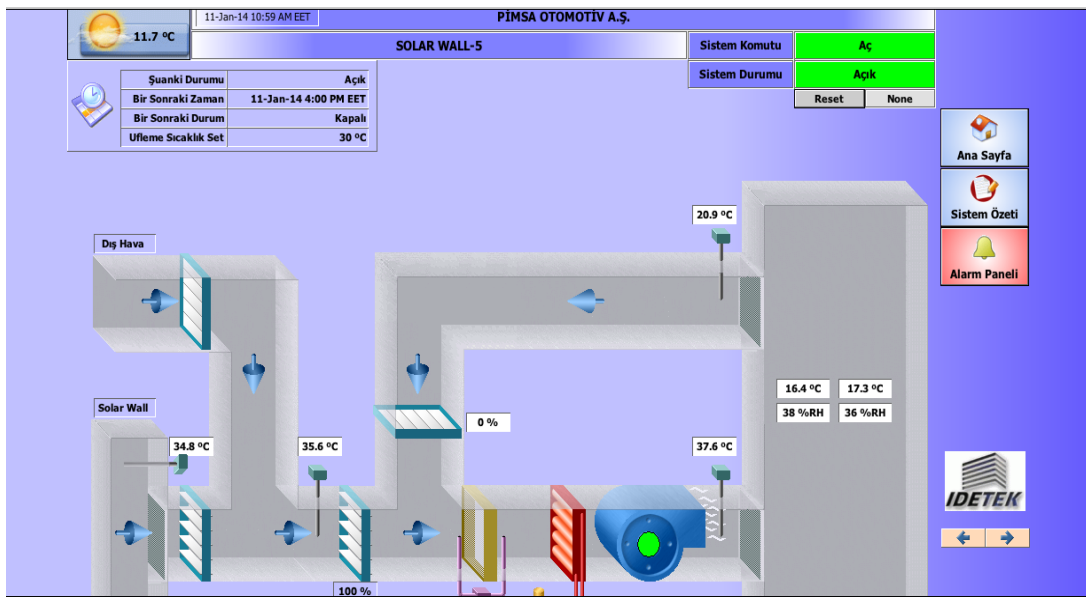 11-Jan-14 10:59 AM EET
PİMSA OTOMOTİV A.Ş.
11.7 ºC
SOLAR WALL-5
Sistem Komutu
Aç
Sistem Durumu
Açık
Reset
None
Şuanki Durumu
Açık
Bir Sonraki Zaman
11-Jan-14 4:00 PM EET
Bir Sonraki Durum
Kapalı
Ufleme Sıcaklık Set
30 ºC
Ana Sayfa
Sistem Özeti
Alarm Paneli
20.9 ºC
Dış Hava
16.4 ºC
17.3 ºC
38 %RH
36 %RH
Solar Wall
0 %
34.8 ºC
35.6 ºC
37.6 ºC
IDETEK
100 %